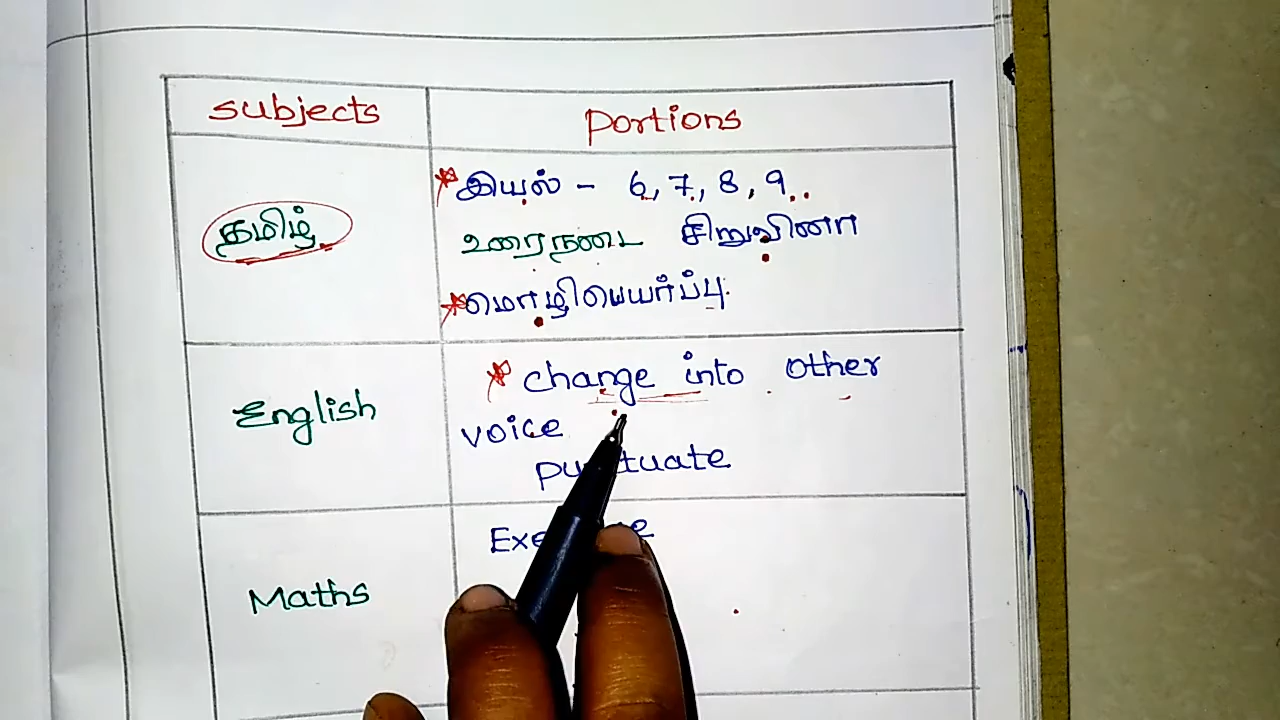 Subjects
Portions
தமிழ்
* இயல் - 6, 7, 8, 9..
உரைநடை சிறுவினா
* மொழிபெயர்ப்பு.
English
* change into other
voice
Maths